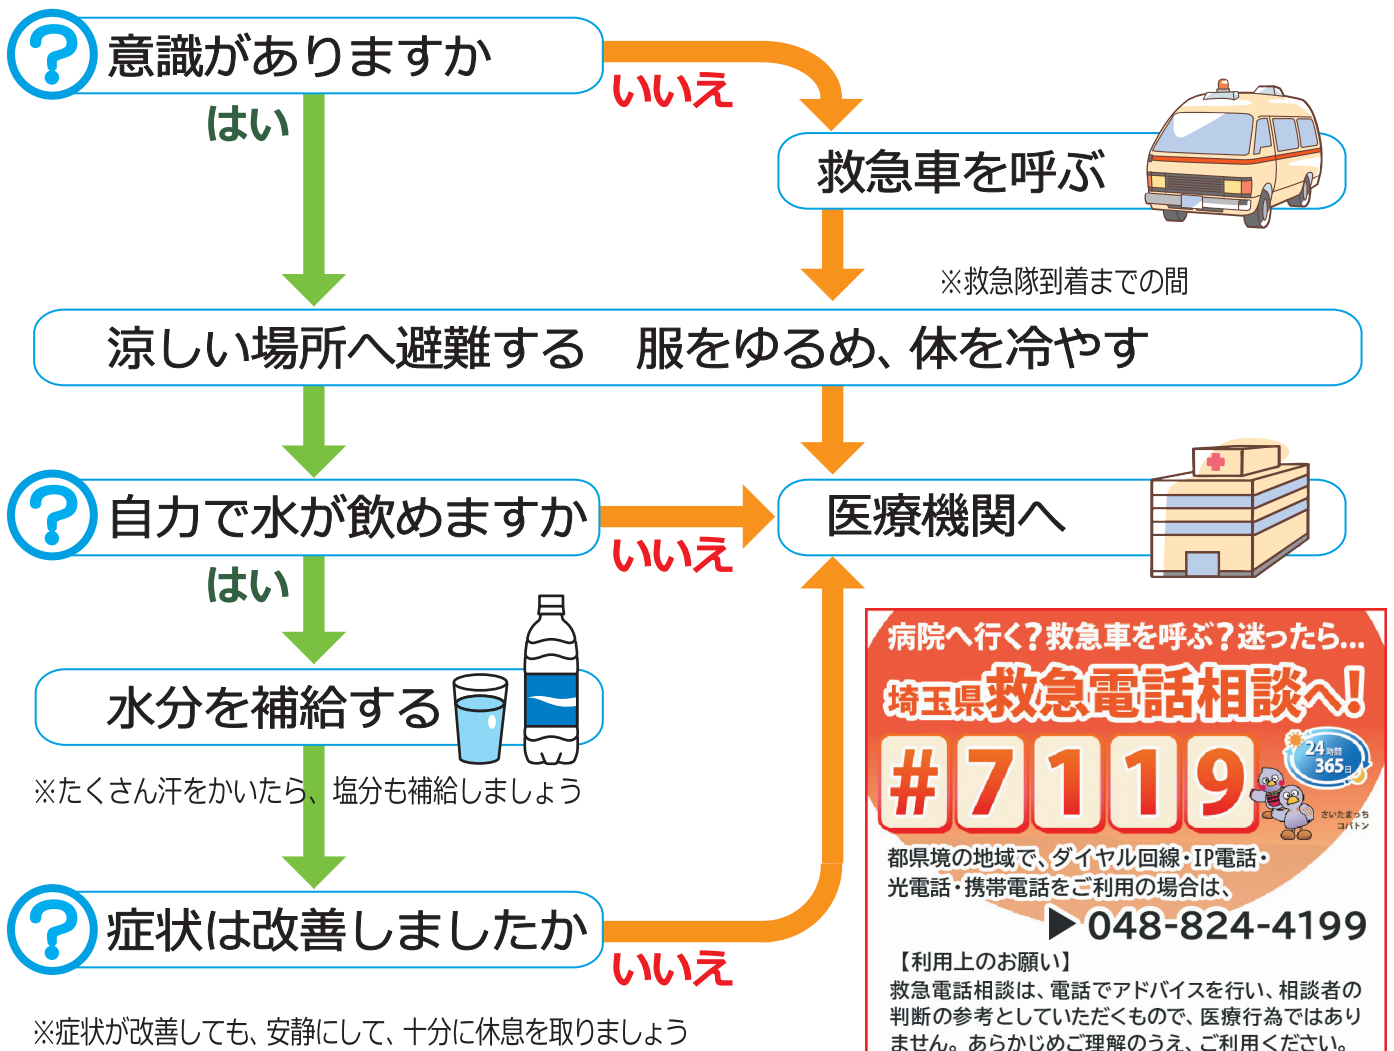 ?
意識がありますか
いいえ
はい
救急車を呼ぶ
※救急隊到着までの間
涼しい場所へ避難する　服をゆるめ、体を冷やす
?
自力で水が飲めますか
いいえ
医療機関へ
はい
水分を補給する
※たくさん汗をかいたら、塩分も補給しましょう
?
症状は改善しましたか
いいえ
※症状が改善しても、安静にして、十分に休息を取りましょう
病院へ行く?救急車を呼ぶ?迷ったら...
埼玉県救急電話相談へ!
#7119
24時間
365日
さいたまっち
コバトン
都県境の地域で、ダイヤル回線・IP電話・
光電話・携帯電話をご利用の場合は、
▶048-824-4199
【利用上のお願い】
救急電話相談は、電話でアドバイスを行い、相談者の
判断の参考としていただくもので、医療行為ではあり
ません。あらかじめご理解のうえ、ご利用ください。